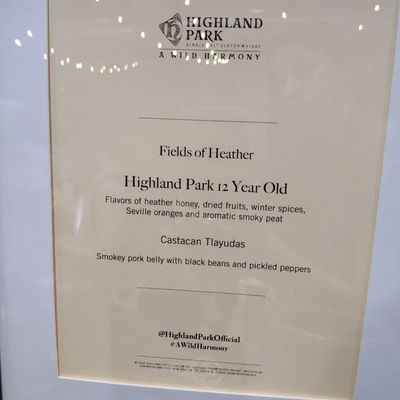 HIGHLAND
PARK
SINGLE MALT SCOTCH WHISKY
A WILD HARMONY
Fields of Heather
Highland Park 12 Year Old
Flavors of heather honey, dried fruits, winter spices,
Seville oranges and aromatic smoky peat
Castacan Tlayudas
Smokey pork belly with black beans and pickled peppers
@HighlandParkOfficial
#AWildHarmony